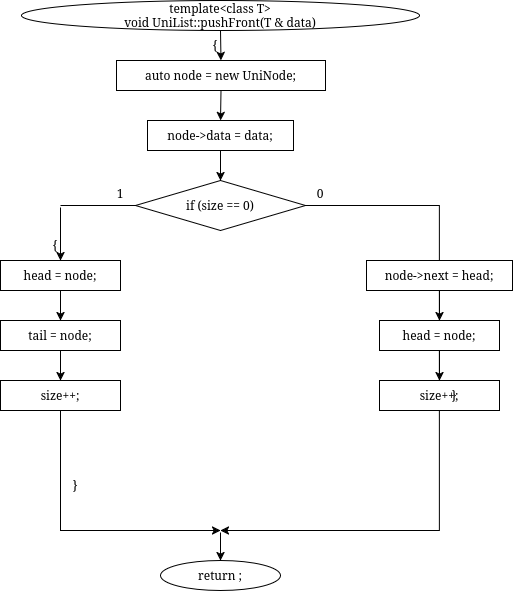 template<class T>
void UniList::pushFront(T & data)
{
auto node = new UniNode;
node->data = data;
if (size == 0)
1
0
{
head = node;
node->next = head;
tail = node;
head = node;
size++;
size++;
}
}
return ;